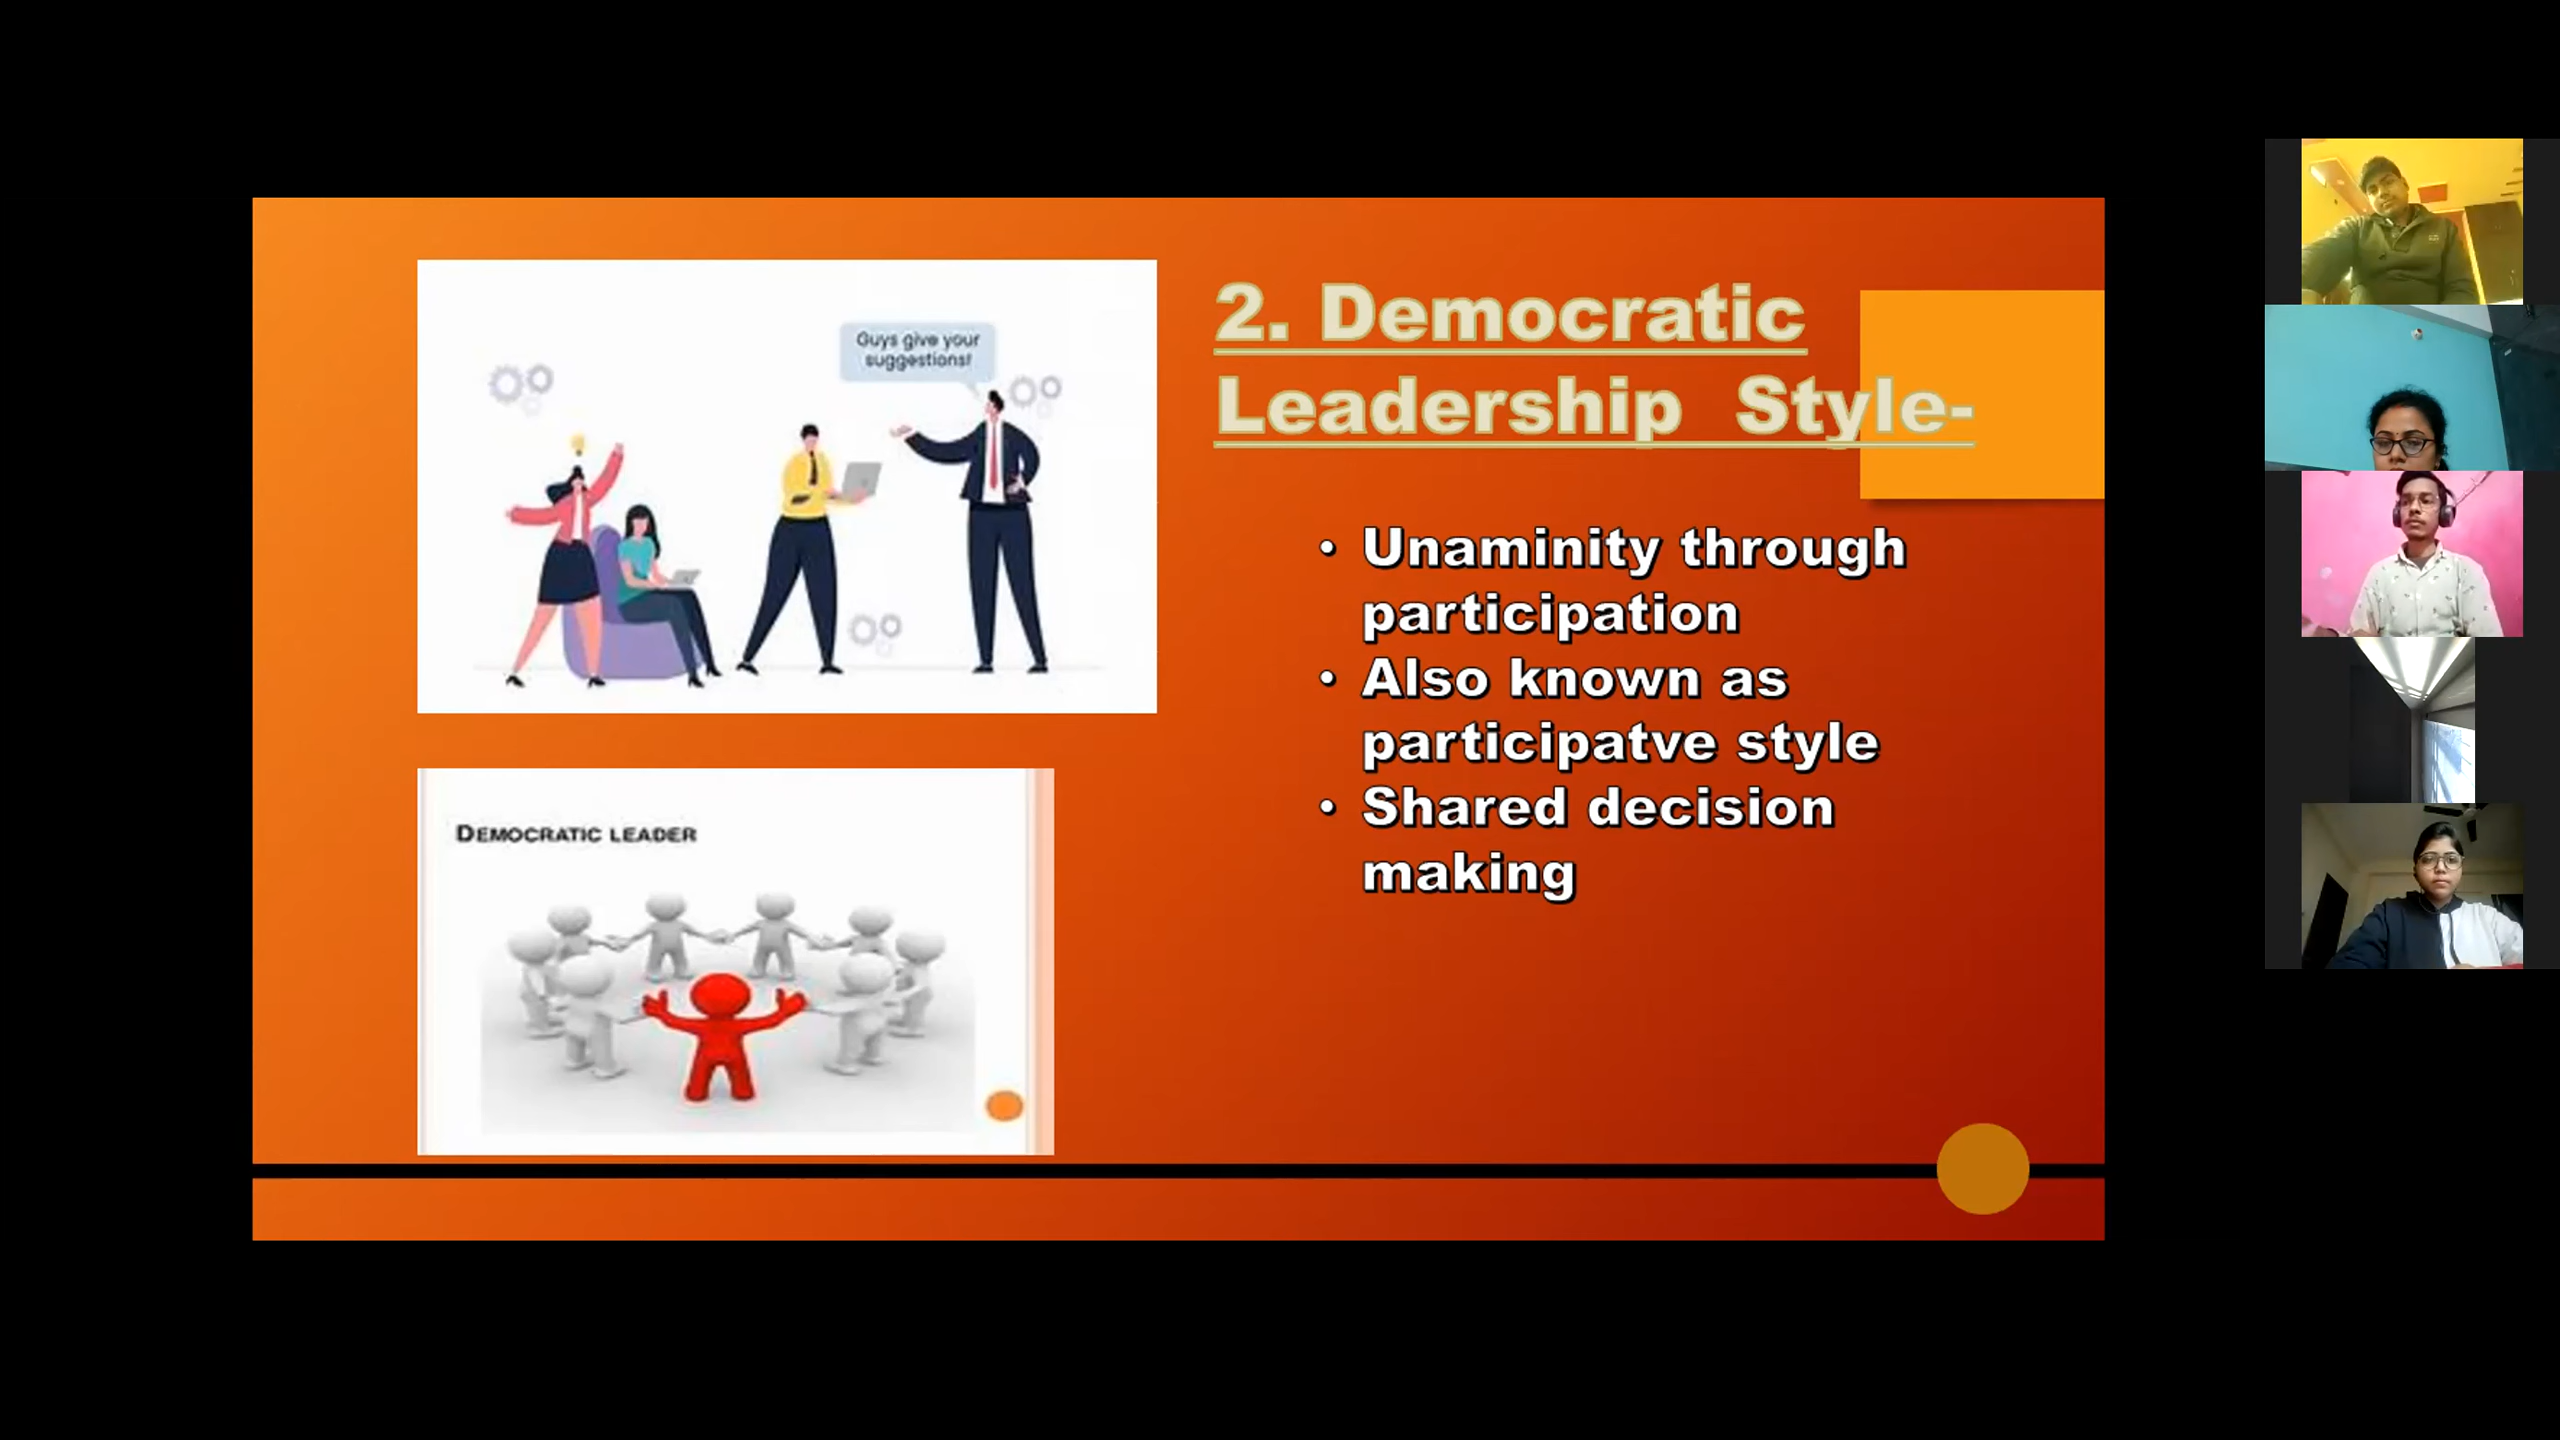 Guys give your
suggestions!
DEMOCRATIC LEADER
2. Democratic
Leadership Style-
• Unaminity through
participation
• Also known as
participatve style
• Shared decision
making